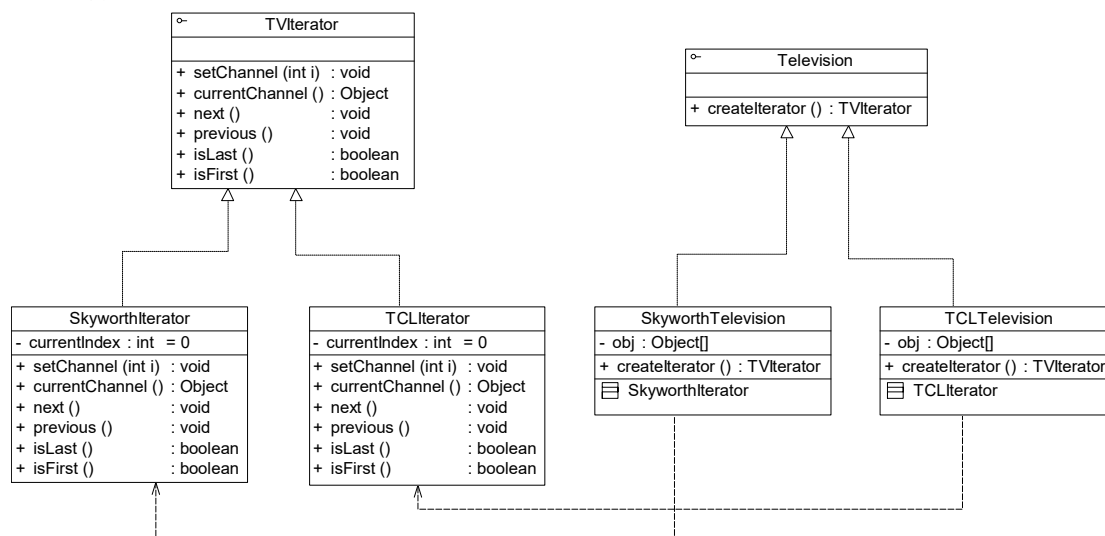 TVIterator
+ setChannel (int i) : void
+ currentChannel () : Object
+ next () : void
+ previous () : void
+ isLast () : boolean
+ isFirst () : boolean
Television
+ createIterator () : TVIterator
SkyworthIterator
- currentIndex : int = 0
+ setChannel (int i) : void
+ currentChannel () : Object
+ next () : void
+ previous () : void
+ isLast () : boolean
+ isFirst () : boolean
TCLIterator
- currentIndex : int = 0
+ setChannel (int i) : void
+ currentChannel () : Object
+ next () : void
+ previous () : void
+ isLast () : boolean
+ isFirst () : boolean
SkyworthTelevision
- obj : Object[]
+ createIterator () : TVIterator
SkyworthIterator
TCLTelevision
- obj : Object[]
+ createIterator () : TVIterator
TCLIterator